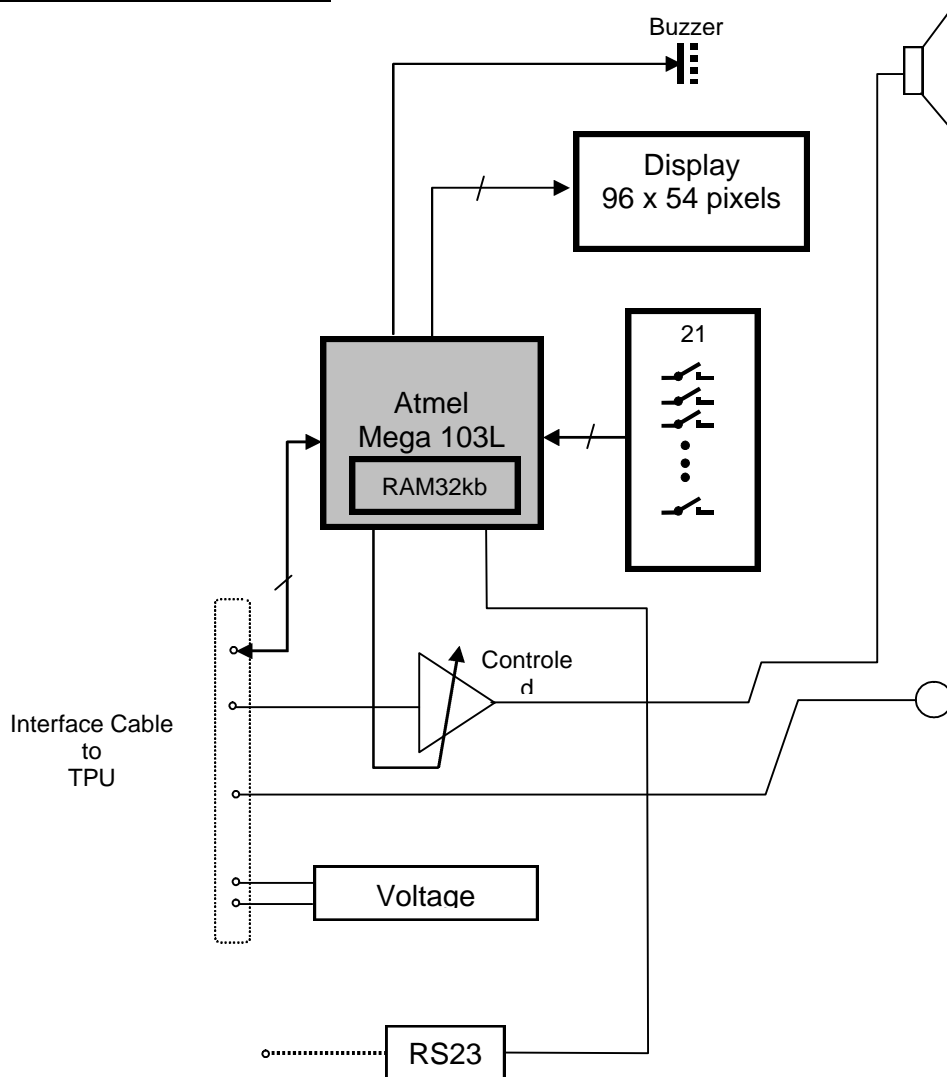 Buzzer
Display
96 x 54 pixels
21
Atmel
Mega 103L
RAM32kb
Controle
d
Interface Cable
to
TPU
Voltage
RS23